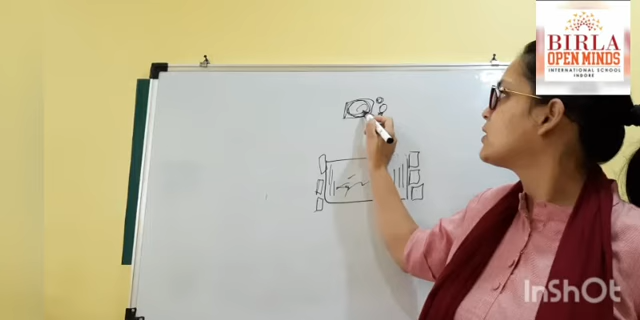 BIRLA
OPEN MINDS
INTERNATIONAL SCHOOL
INDORE
InShOt